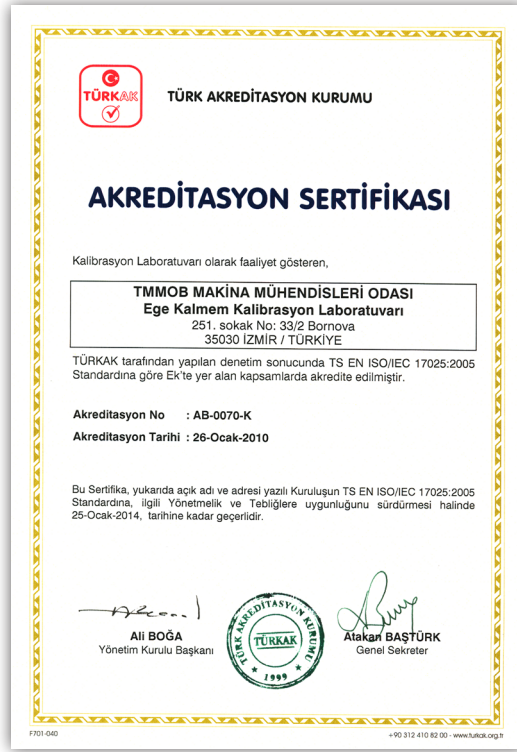 TÜRKAK
TÜRK AKREDİTASYON KURUMU
AKREDİTASYON SERTİFİKASI
Kalibrasyon Laboratuvarı olarak faaliyet gösteren,
TMMOB MAKİNA MÜHENDİSLERİ ODASI
Ege Kalmem Kalibrasyon Laboratuvarı
251. sokak No: 33/2 Bornova
35030 İZMİR / TÜRKİYE
TÜRKAK tarafından yapılan denetim sonucunda TS EN ISO/IEC 17025:2005
Standardına göre Ek'te yer alan kapsamlarda akredite edilmiştir.
Akreditasyon No : AB-0070-K
Akreditasyon Tarihi : 26-Ocak-2010
Bu Sertifika, yukarıda açık adı ve adresi yazılı Kuruluşun TS EN ISO/IEC 17025:2005
Standardına, ilgili Yönetmelik ve Tebliğlere uygunluğunu sürdürmesi halinde
25-Ocak-2014, tarihine kadar geçerlidir.
Ali BOĞA
Yönetim Kurulu Başkanı
TÜRK AKREDİTASYON KURUMU
TÜRKAK
1999
Atakan BAŞTÜRK
Genel Sekreter
F701-040
+90 312 410 82 00 - www.turkak.org.tr